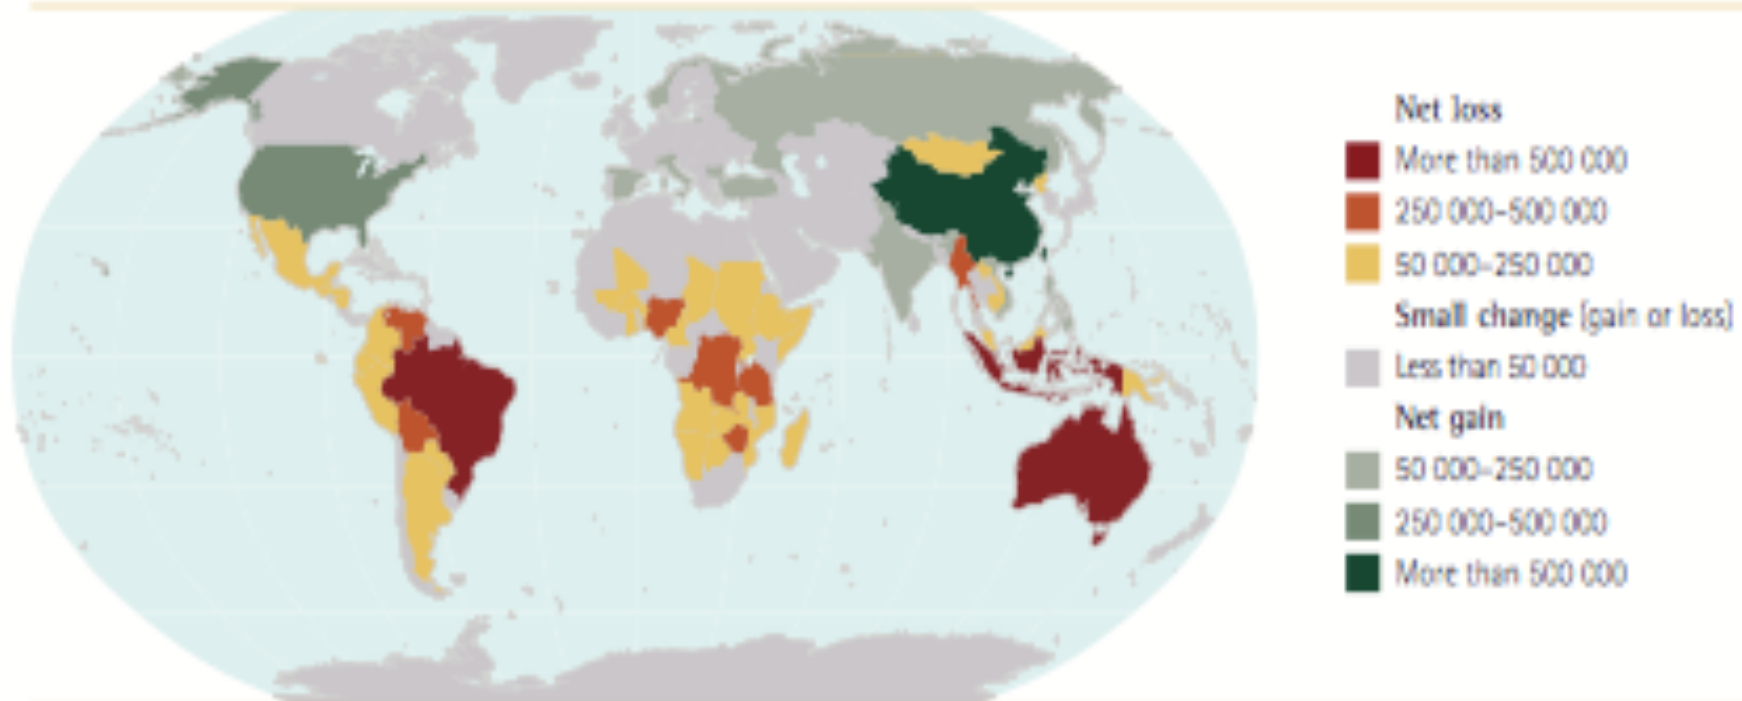 Net loss
More than 500 000
250 000–500 000
50 000–250 000
Small change (gain or loss)
Less than 50 000
Net gain
50 000–250 000
250 000–500 000
More than 500 000